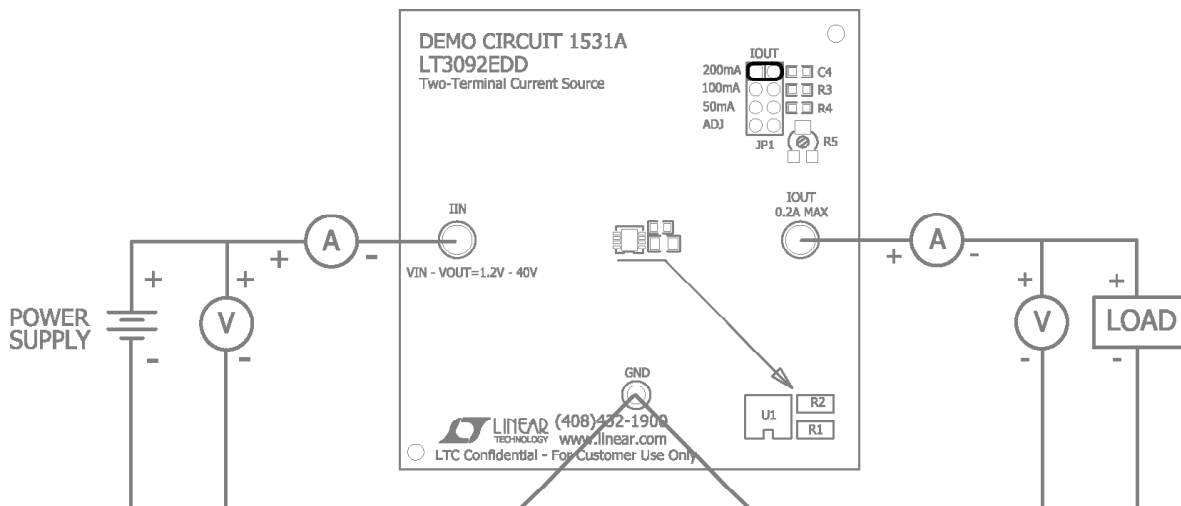 DEMO CIRCUIT 1531A
LT3092EDD
Two-Terminal Current Source
IOUT
200mA C4
100mA R3
50mA R4
ADJ
JP1 R5
IIN
IOUT
0.2A MAX
A
A
+ -
+ -
VIN - VOUT=1.2V - 40V
+ +
+ +
POWER
SUPPLY
V
V
LOAD
- -
- -
GND
U1
R2
R1
LINEAR
TECHNOLOGY
(408)432-1900
www.linear.com
LTC Confidential - For Customer Use Only